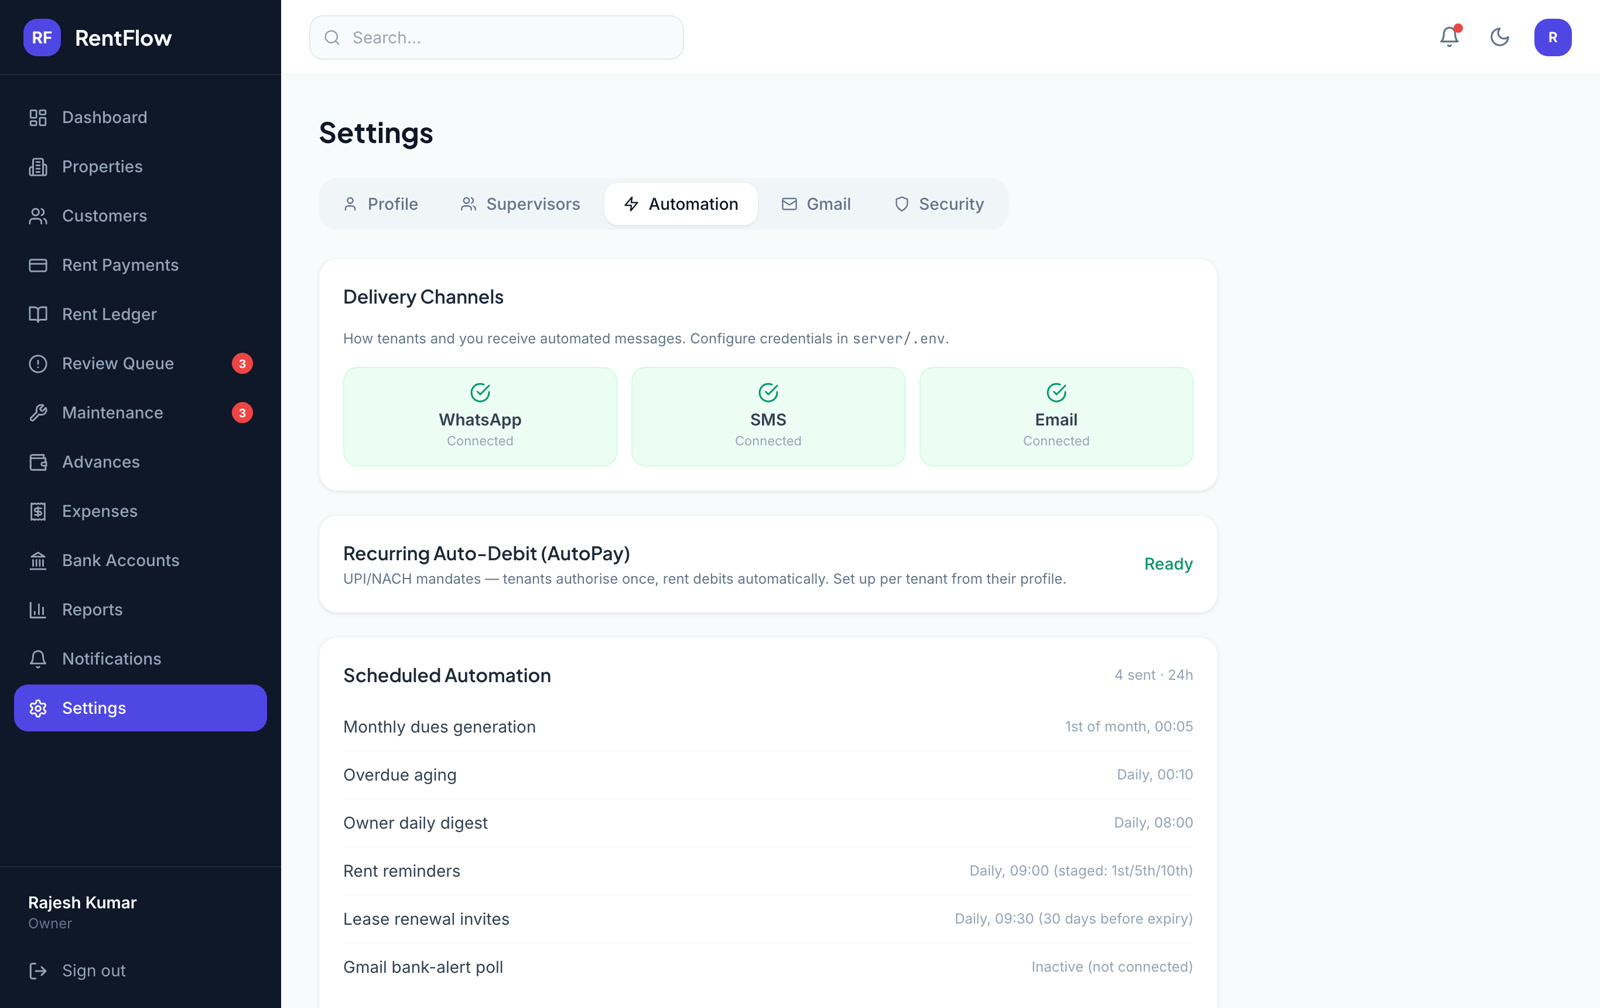 RF RentFlow
Search...
R
Dashboard
Properties
Customers
Rent Payments
Rent Ledger
Review Queue 3
Maintenance 3
Advances
Expenses
Bank Accounts
Reports
Notifications
Settings
Rajesh Kumar
Owner
Sign out
Settings
Profile Supervisors Automation Gmail Security
Delivery Channels
How tenants and you receive automated messages. Configure credentials in server/.env.
WhatsApp
Connected
SMS
Connected
Email
Connected
Recurring Auto-Debit (AutoPay)
UPI/NACH mandates — tenants authorise once, rent debits automatically. Set up per tenant from their profile.
Ready
Scheduled Automation 4 sent · 24h
Monthly dues generation 1st of month, 00:05
Overdue aging Daily, 00:10
Owner daily digest Daily, 08:00
Rent reminders Daily, 09:00 (staged: 1st/5th/10th)
Lease renewal invites Daily, 09:30 (30 days before expiry)
Gmail bank-alert poll Inactive (not connected)